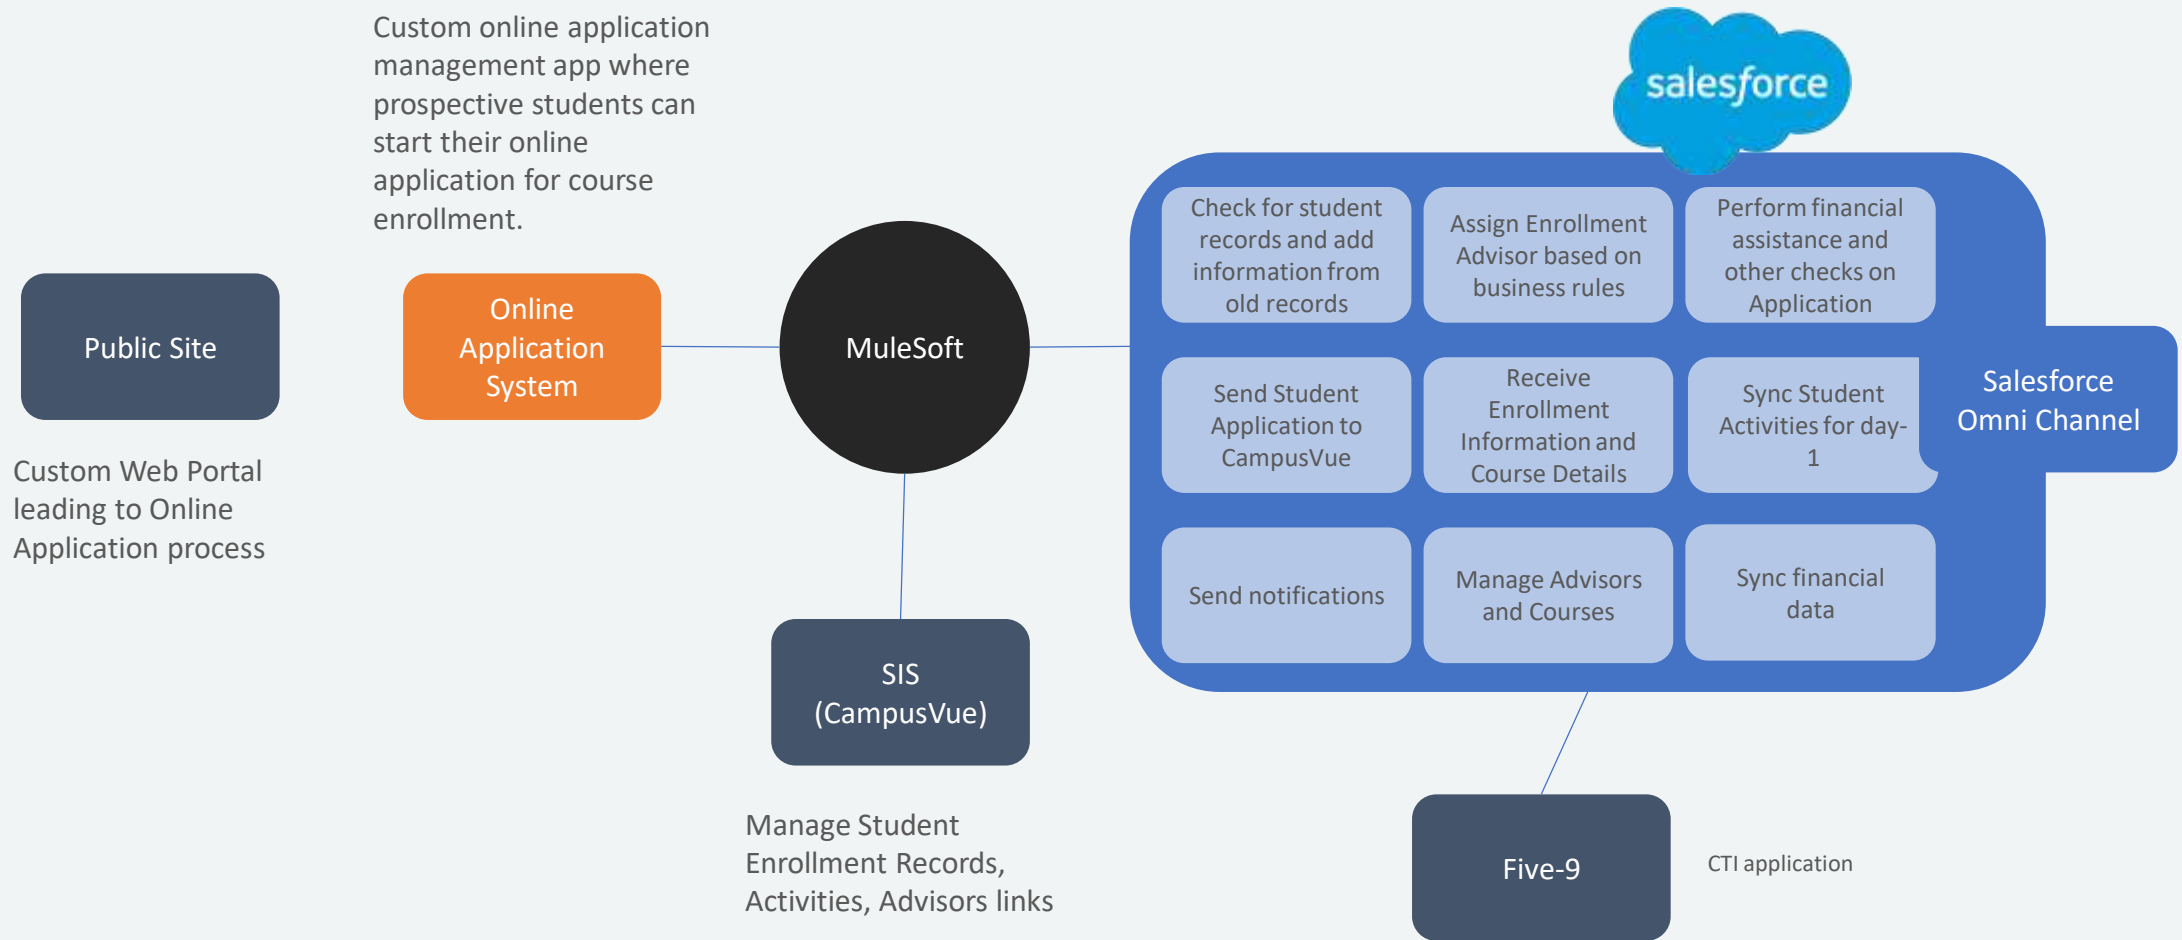 Custom online application
management app where
prospective students can
start their online
application for course
enrollment.
salesforce
Public Site
Custom Web Portal
leading to Online
Application process
Online
Application
System
MuleSoft
SIS
(CampusVue)
Manage Student
Enrollment Records,
Activities, Advisors links
Check for student
records and add
information from
old records
Assign Enrollment
Advisor based on
business rules
Perform financial
assistance and
other checks on
Application
Send Student
Application to
CampusVue
Receive
Enrollment
Information and
Course Details
Sync Student
Activities for day-
1
Salesforce
Omni Channel
Send notifications
Manage Advisors
and Courses
Sync financial
data
Five-9
CTI application